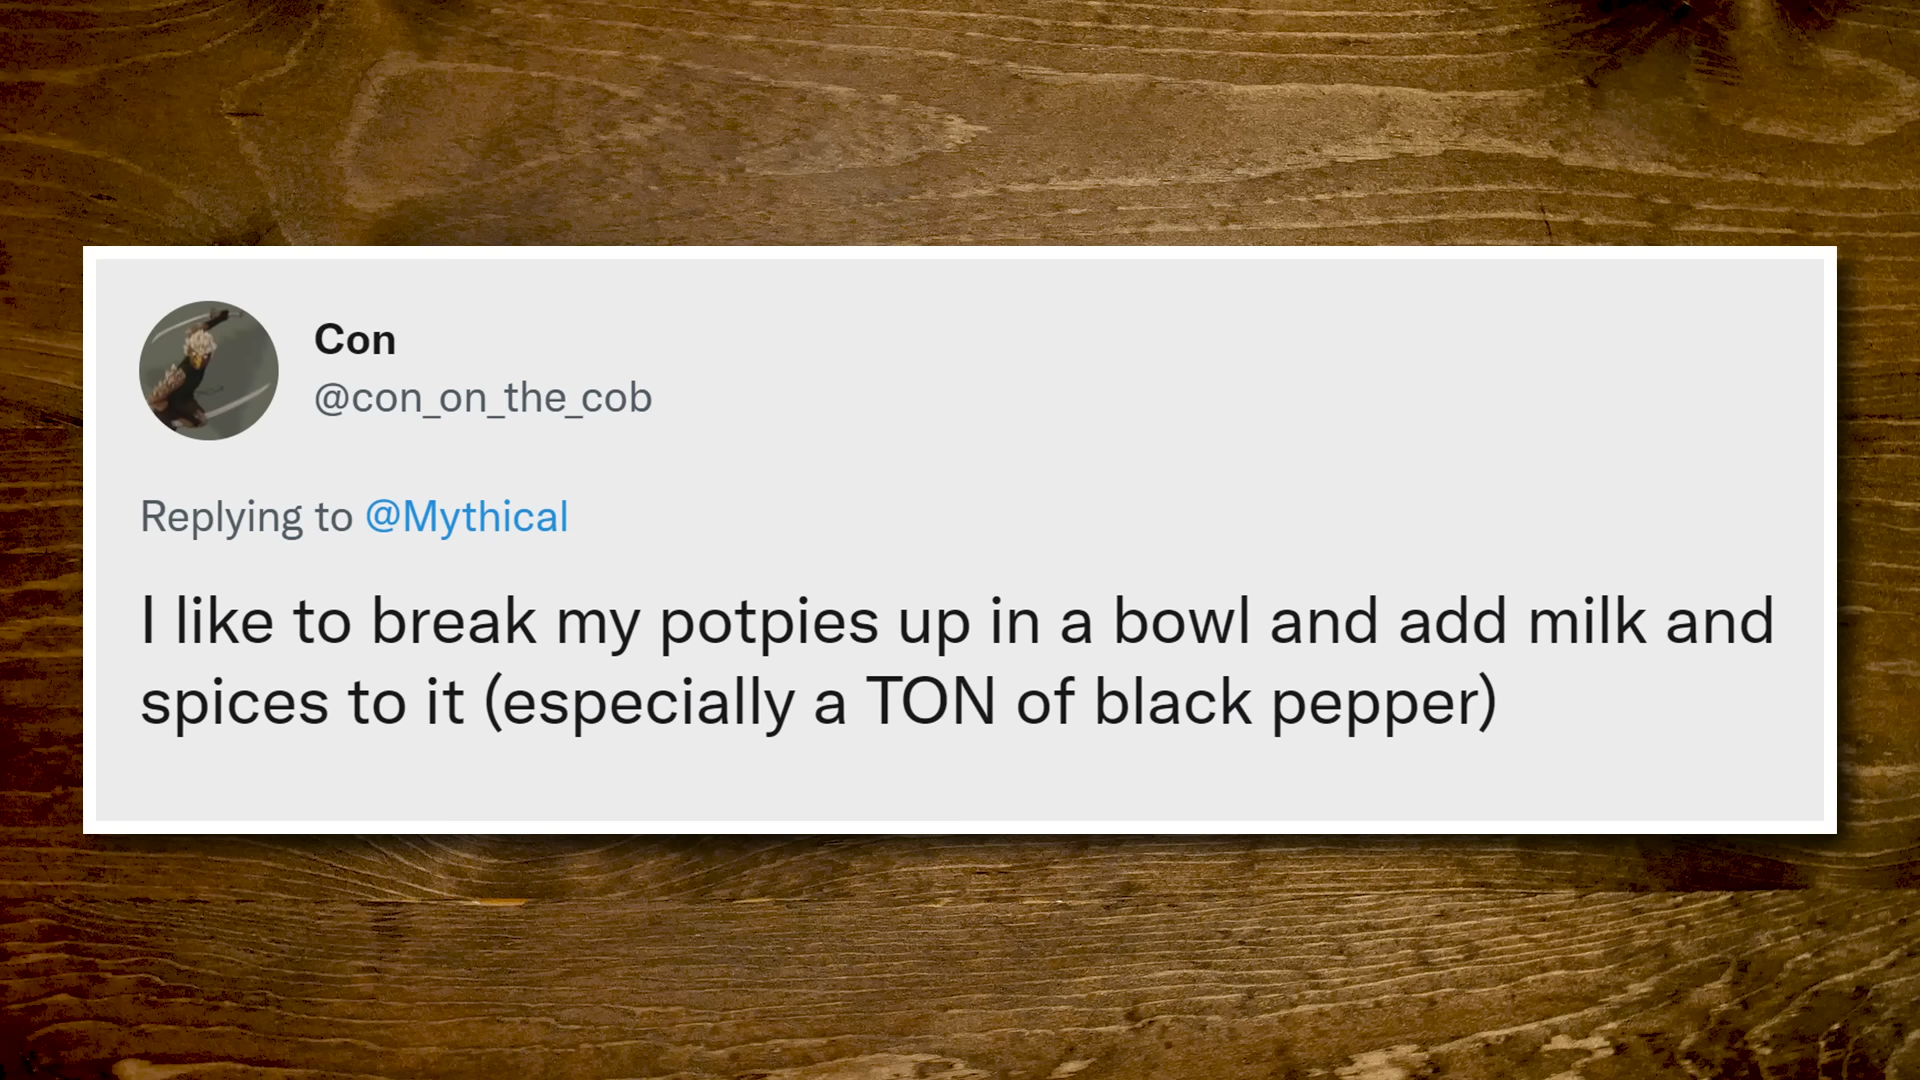 Con
@con_on_the_cob
Replying to @Mythical
I like to break my potpies up in a bowl and add milk and
spices to it (especially a TON of black pepper)